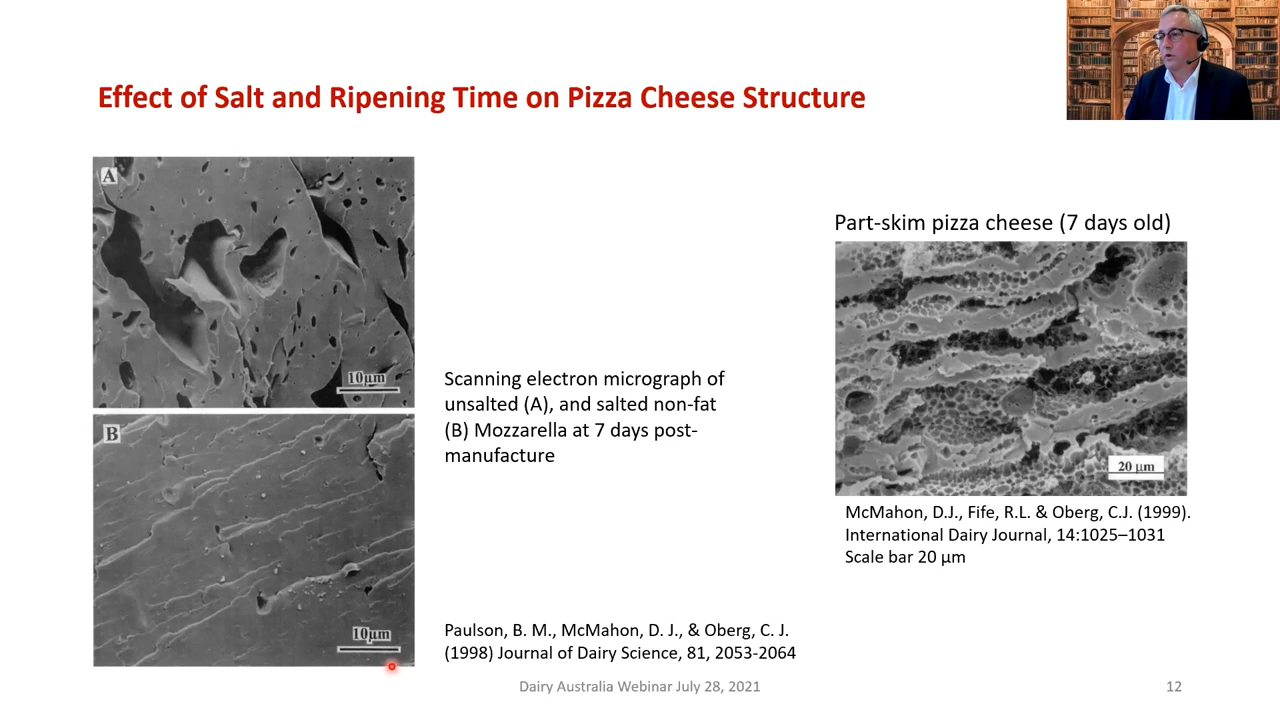 Effect of Salt and Ripening Time on Pizza Cheese Structure
A
10μm
B
10μm
Scanning electron micrograph of
unsalted (A), and salted non-fat
(B) Mozzarella at 7 days post-
manufacture
Paulson, B. M., McMahon, D. J., & Oberg, C. J.
(1998) Journal of Dairy Science, 81, 2053-2064
Part-skim pizza cheese (7 days old)
20 μm
McMahon, D.J., Fife, R.L. & Oberg, C.J. (1999).
International Dairy Journal, 14:1025–1031
Scale bar 20 μm
Dairy Australia Webinar July 28, 2021
12